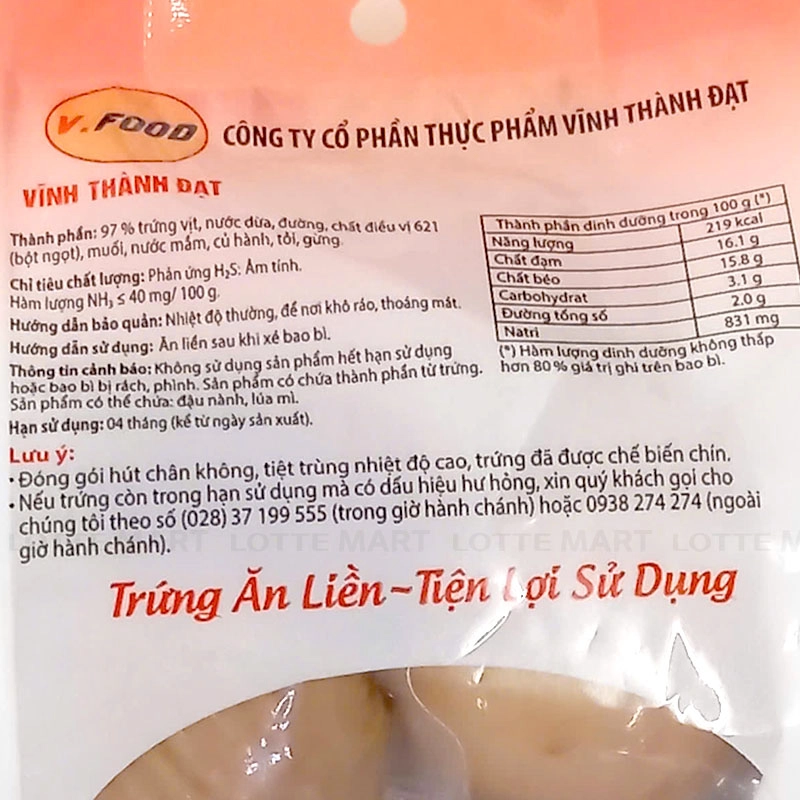 V.FOOD
CÔNG TY CỔ PHẦN THỰC PHẨM VĨNH THÀNH ĐẠT
VĨNH THÀNH ĐẠT
Thành phần: 97 % trứng vịt, nước dừa, đường, chất điều vị 621
(bột ngọt), muối, nước mắm, củ hành, tỏi, gừng.
Chỉ tiêu chất lượng: Phản ứng H₂S: Âm tính.
Hàm lượng NH₃ ≤ 40 mg/ 100 g.
Hướng dẫn bảo quản: Nhiệt độ thường, để nơi khô ráo, thoáng mát.
Hướng dẫn sử dụng: Ăn liền sau khi xé bao bì.
Thông tin cảnh báo: Không sử dụng sản phẩm hết hạn sử dụng
hoặc bao bì bị rách, phình. Sản phẩm có chứa thành phần từ trứng.
Sản phẩm có thể chứa: đậu nành, lúa mì.
Hạn sử dụng: 04 tháng (kể từ ngày sản xuất).
Thành phần dinh dưỡng trong 100 g (*)
Năng lượng 219 kcal
Chất đạm 16.1 g
Chất béo 15.8 g
Carbohydrat 3.1 g
Đường tổng số 2.0 g
Natri 831 mg
(*) Hàm lượng dinh dưỡng không thấp
hơn 80 % giá trị ghi trên bao bì.
Lưu ý:
• Đóng gói hút chân không, tiệt trùng nhiệt độ cao, trứng đã được chế biến chín.
• Nếu trứng còn trong hạn sử dụng mà có dấu hiệu hư hỏng, xin quý khách gọi cho
chúng tôi theo số (028) 37 199 555 (trong giờ hành chánh) hoặc 0938 274 274 (ngoài
giờ hành chánh).
LOTTE MART LOTTE MART LOTTE MART
Trứng Ăn Liền~Tiện Lợi Sử Dụng